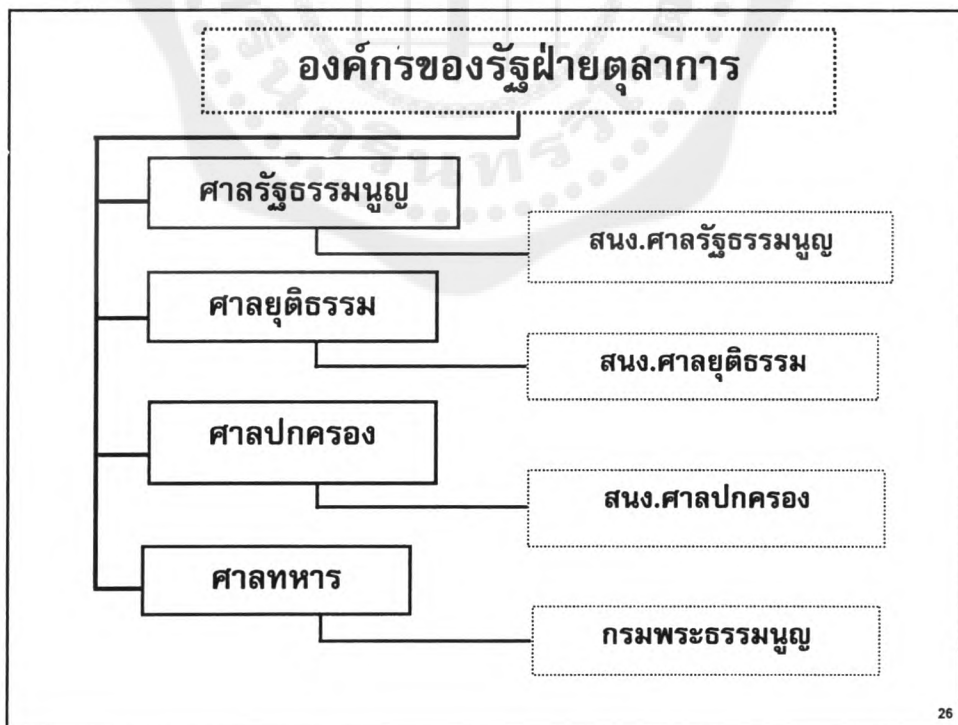 องค์กรของรัฐฝ่ายตุลาการ
ศาลรัฐธรรมนูญ
สนง.ศาลรัฐธรรมนูญ
ศาลยุติธรรม
สนง.ศาลยุติธรรม
ศาลปกครอง
สนง.ศาลปกครอง
ศาลทหาร
กรมพระธรรมนูญ
26